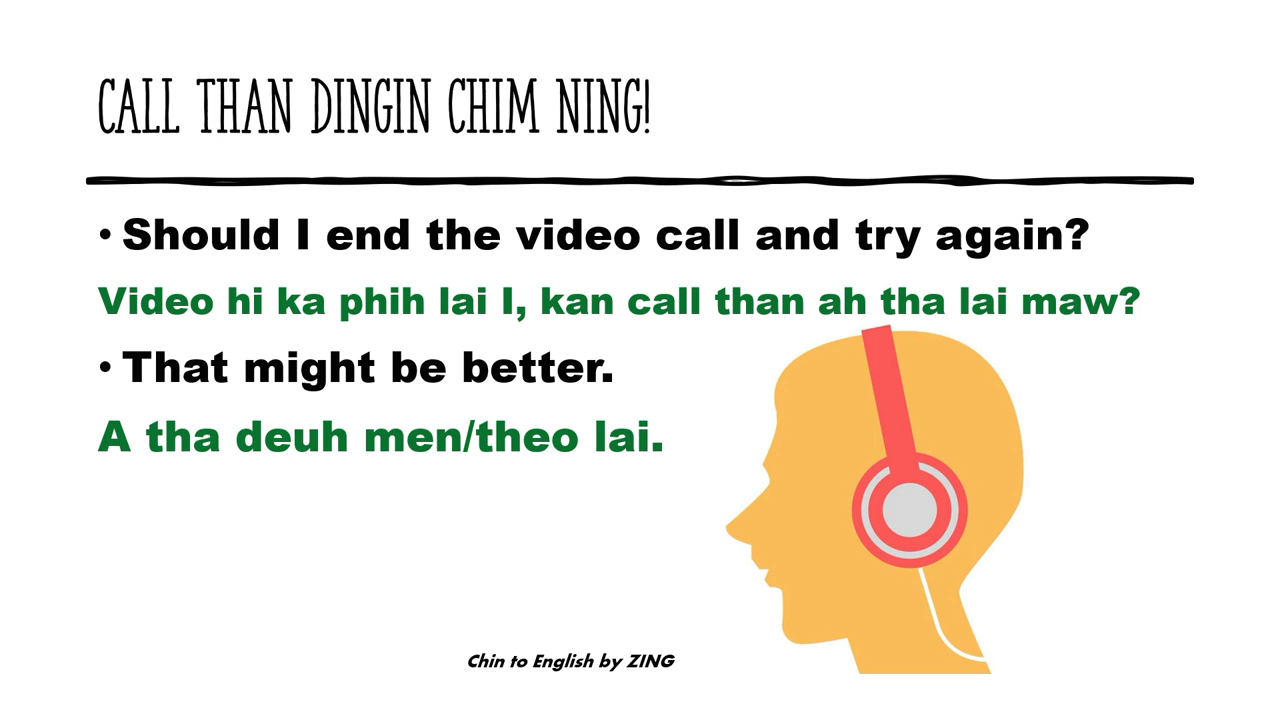 CALL THAN DINGIN CHIM NING!
• Should I end the video call and try again?
Video hi ka phih lai I, kan call than ah tha lai maw?
• That might be better.
A tha deuh men/theo lai.
Chin to English by ZING